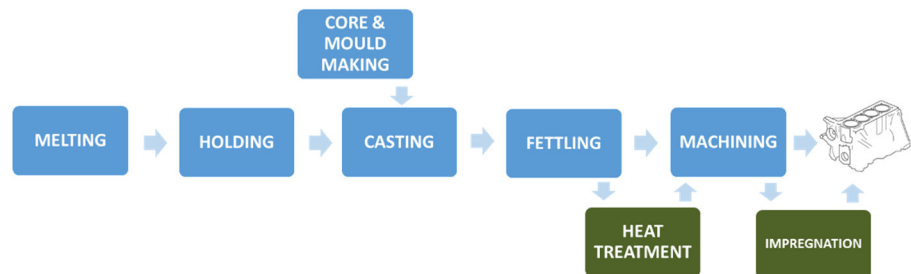 CORE &
MOULD
MAKING
MELTING
HOLDING
CASTING
FETTLING
MACHINING
HEAT
TREATMENT
IMPREGNATION